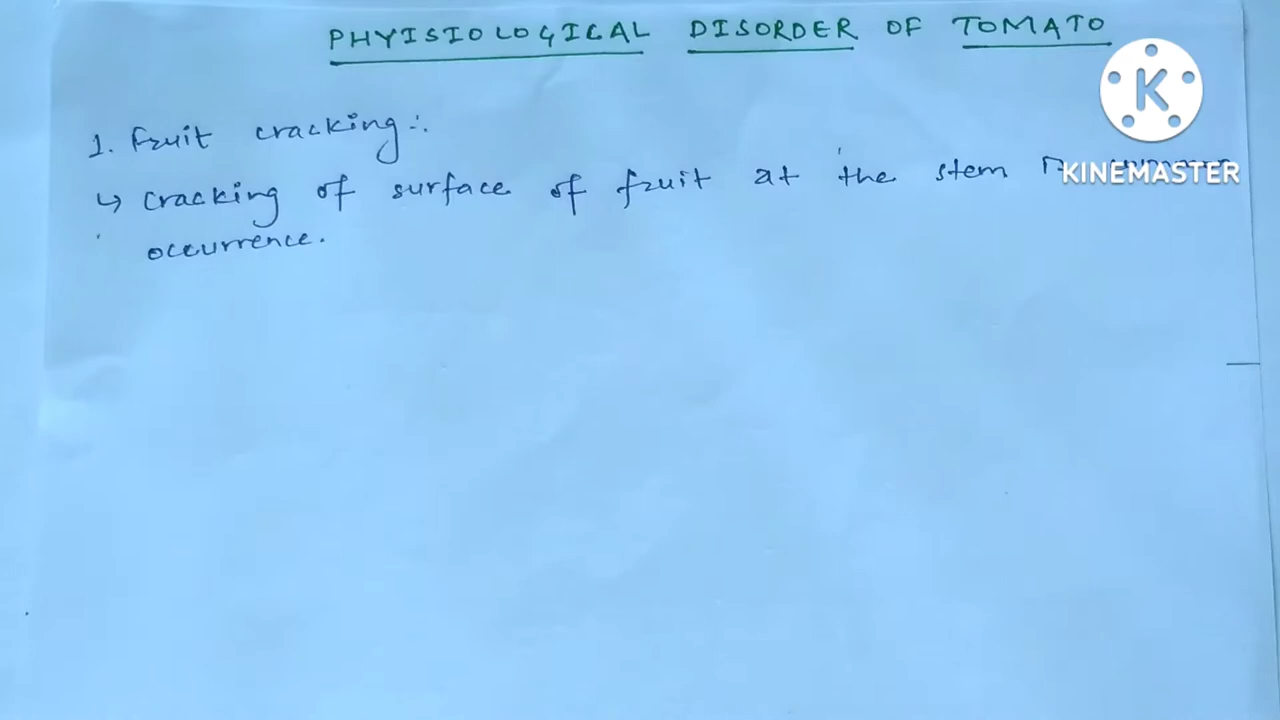 PHYISIOLOGICAL DISORDER OF TOMATO
1. Fruit cracking:.
↳ cracking of surface of fruit at the stem
occurrence.
KINEMASTER